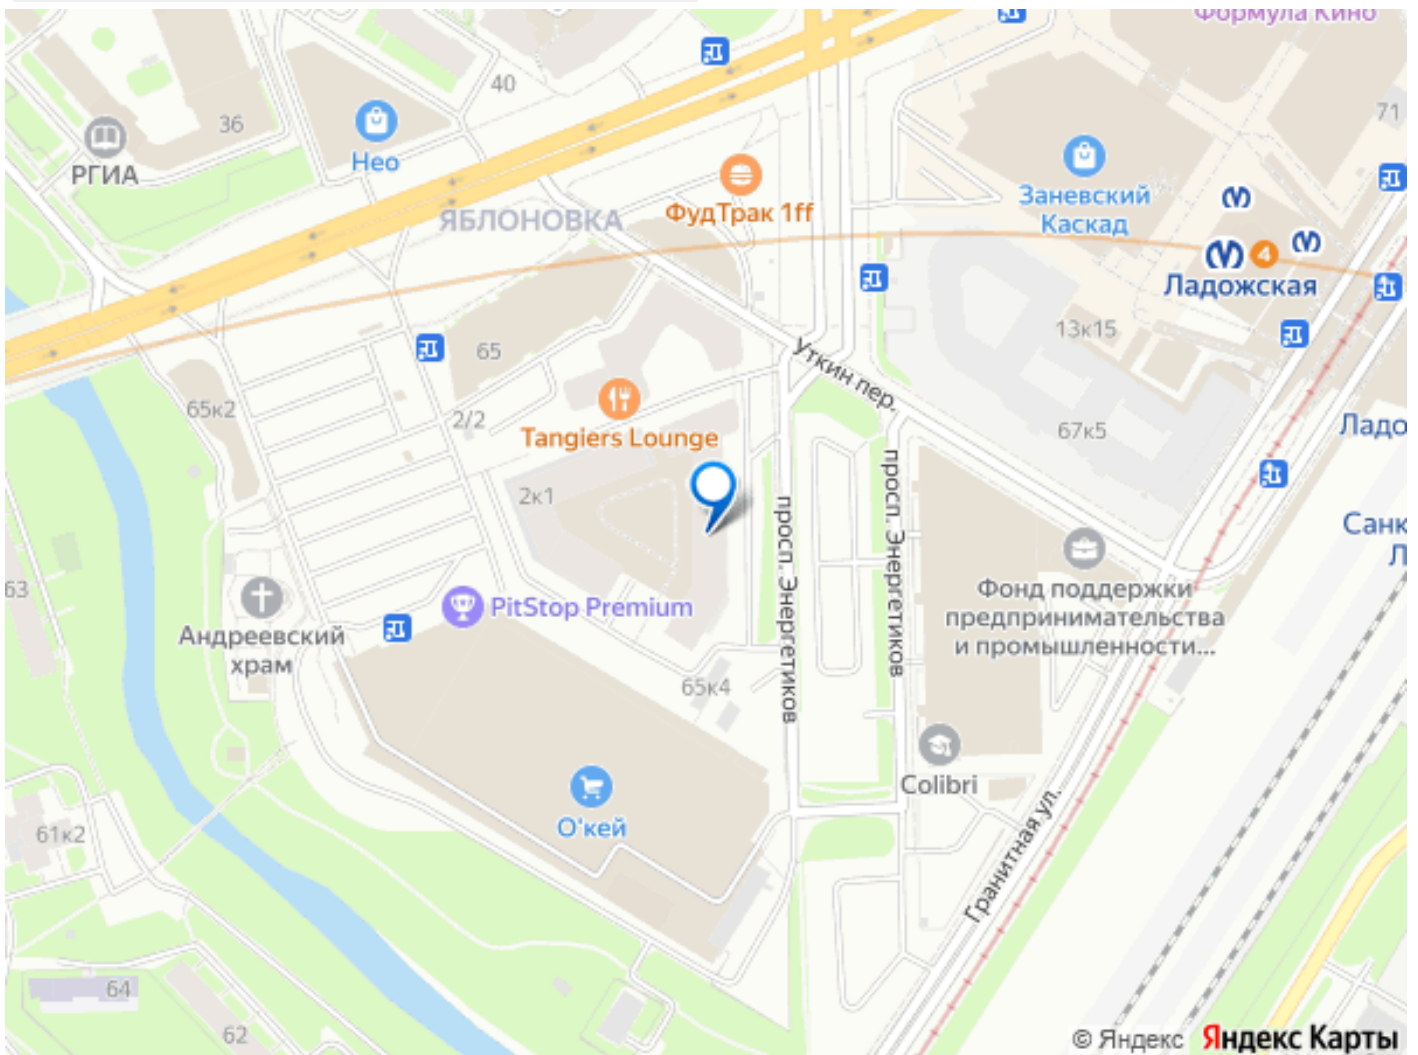 Формула Кино
40
36
71
РГИА
Нео
Заневский
Каскад
ФудТрак 1ff
ЯБЛОНОВКА
4
Ладожская
13к15
65
Уткин пер.
65к2
2/2
Tangiers Lounge
67к5
Ладо
2к1
просп. Энергетиков
просп. Энергетиков
Санк
Л
63
Фонд поддержки
предпринимательства
и промышленности...
PitStop Premium
Андреевский
храм
65к4
Colibri
О'кей
Гранитная ул.
61к2
64
62
© Яндекс Яндекс Карты